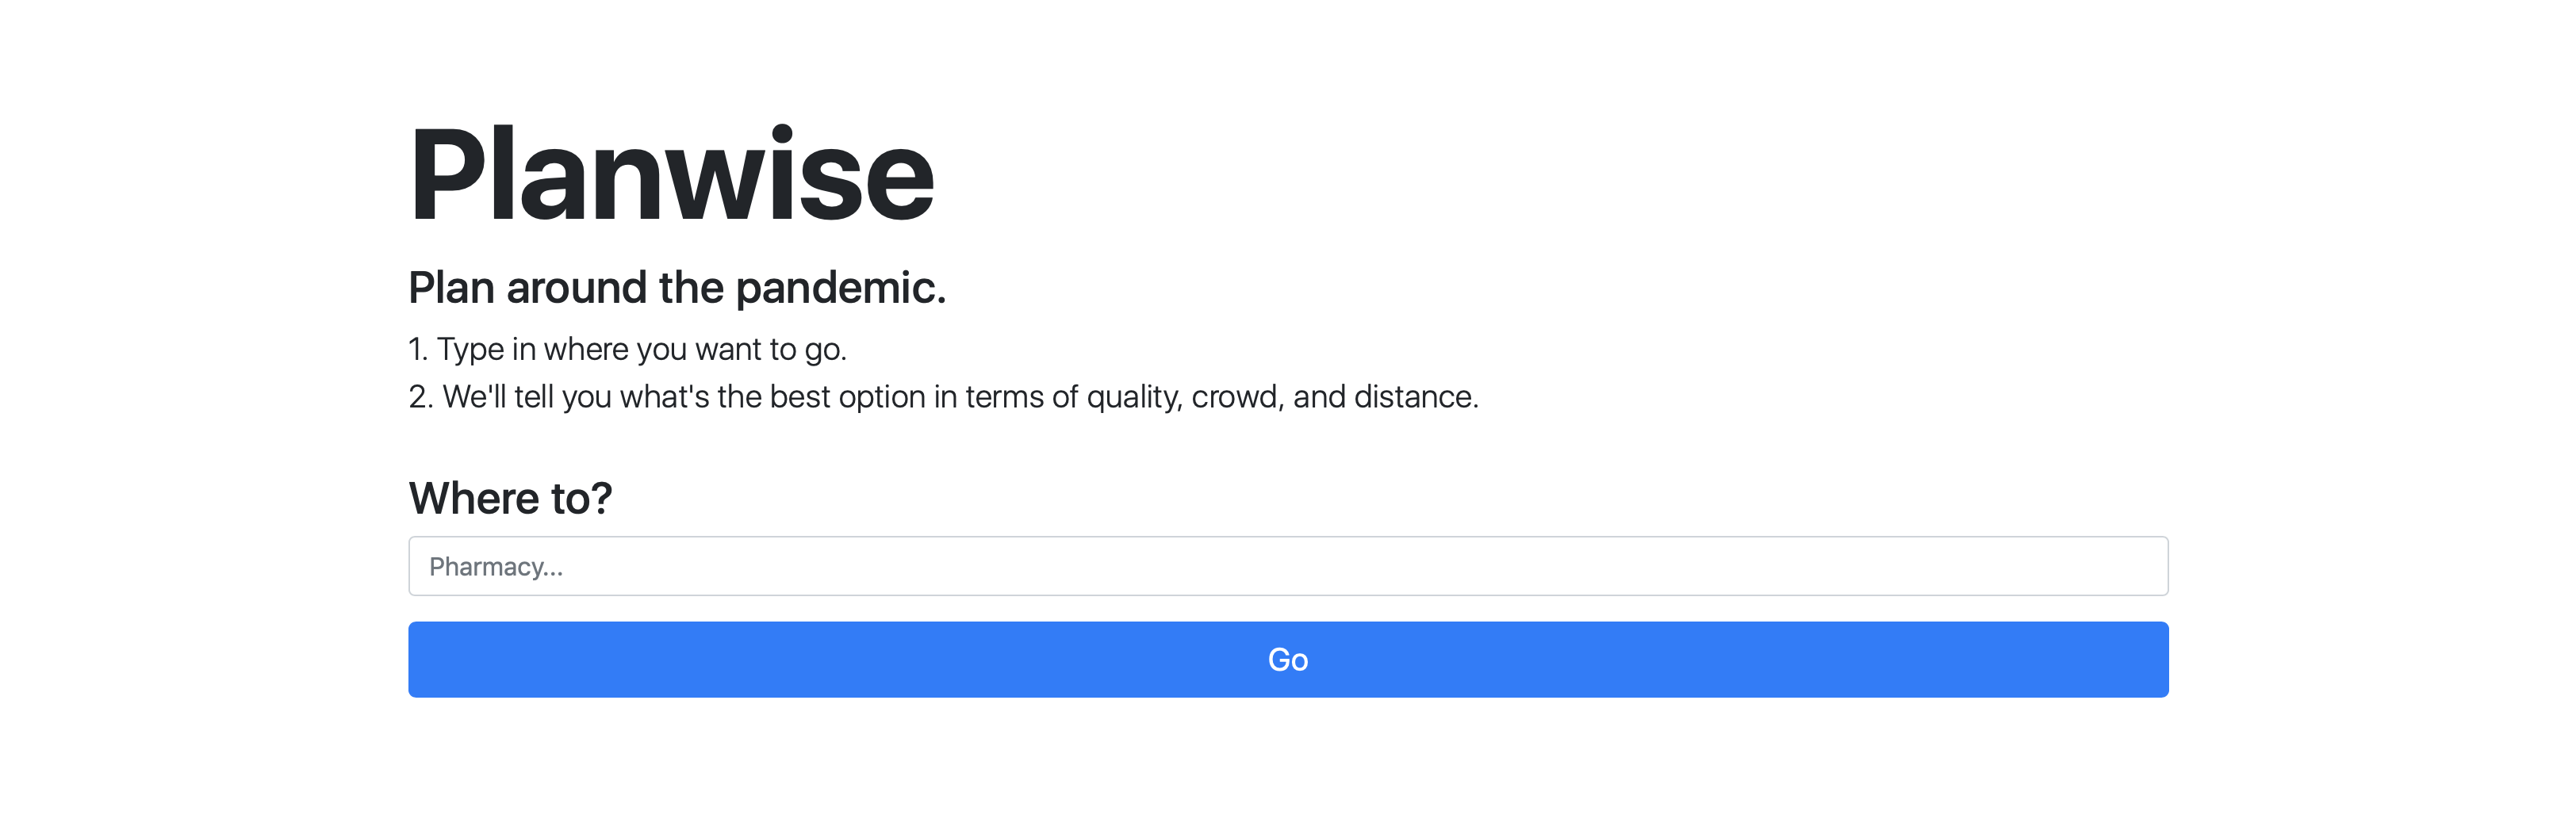 Planwise
Plan around the pandemic.
1. Type in where you want to go.
2. We'll tell you what's the best option in terms of quality, crowd, and distance.
Where to?
Pharmacy...
Go